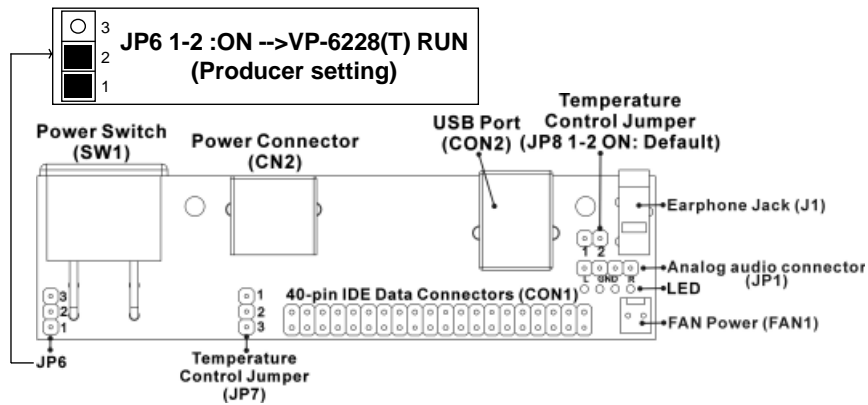 3
2
1
JP6 1-2 :ON -->VP-6228(T) RUN
(Producer setting)
Power Switch
(SW1)
Power Connector
(CN2)
USB Port
(CON2)
Temperature
Control Jumper
(JP8 1-2 ON: Default)
Earphone Jack (J1)
1 2
Analog audio connector
(JP1)
L GND R
LED
FAN Power (FAN1)
3
2
1
1
2
3
40-pin IDE Data Connectors (CON1)
JP6
Temperature
Control Jumper
(JP7)